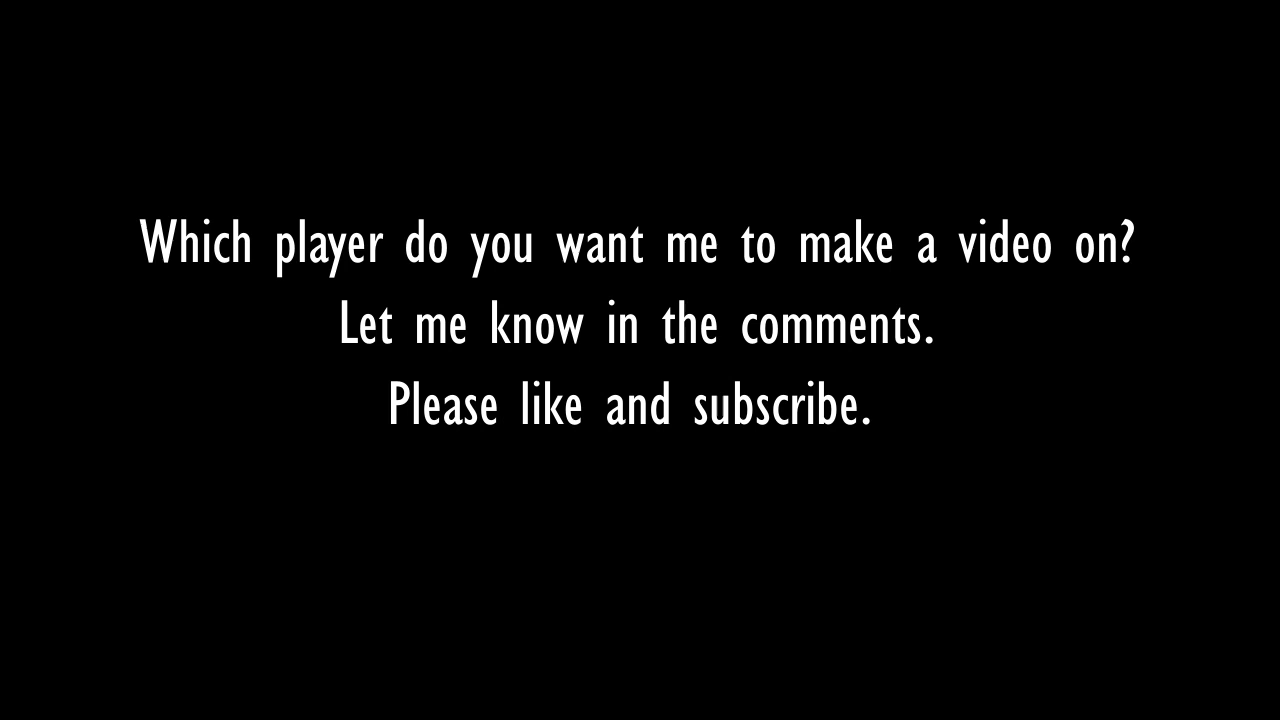 Which player do you want me to make a video on?
Let me know in the comments.
Please like and subscribe.